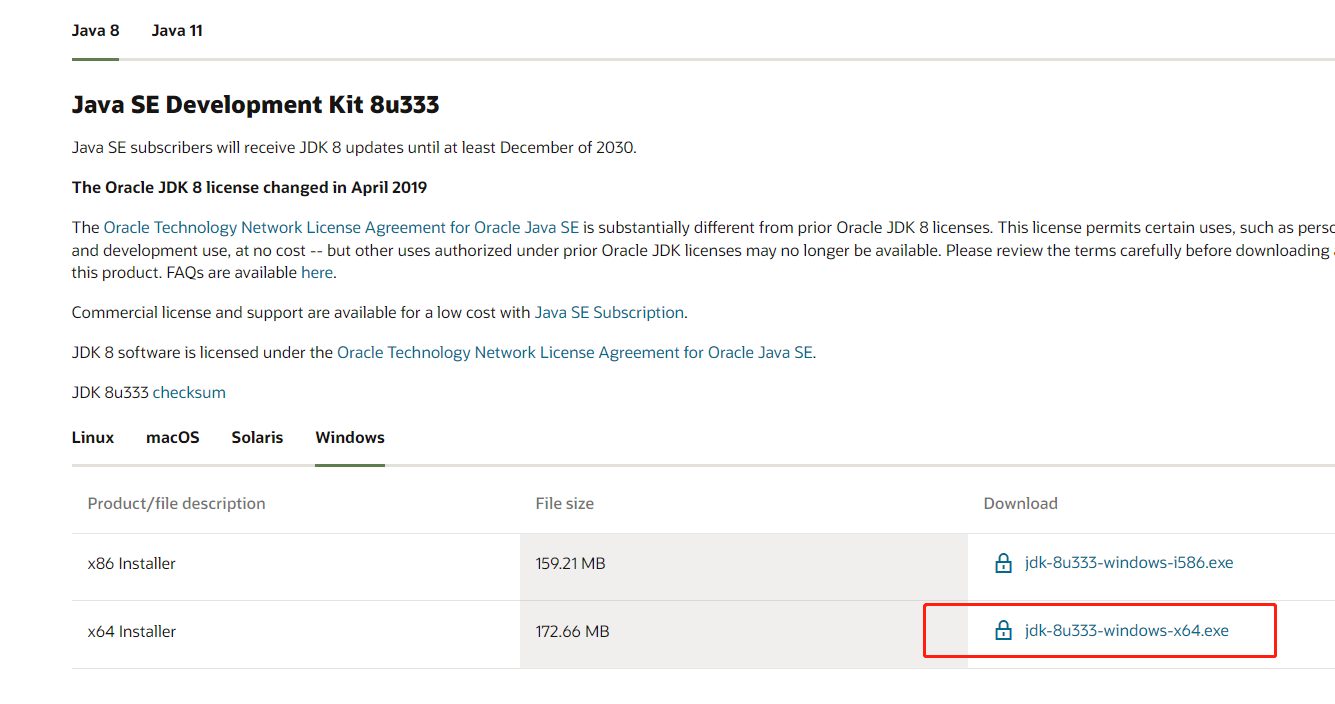 Java 8 Java 11
Java SE Development Kit 8u333
Java SE subscribers will receive JDK 8 updates until at least December of 2030.
The Oracle JDK 8 license changed in April 2019
The Oracle Technology Network License Agreement for Oracle Java SE is substantially different from prior Oracle JDK 8 licenses. This license permits certain uses, such as perso
and development use, at no cost -- but other uses authorized under prior Oracle JDK licenses may no longer be available. Please review the terms carefully before downloading
this product. FAQs are available here.
Commercial license and support are available for a low cost with Java SE Subscription.
JDK 8 software is licensed under the Oracle Technology Network License Agreement for Oracle Java SE.
JDK 8u333 checksum
Linux macOS Solaris Windows
Product/file description File size Download
x86 Installer 159.21 MB jdk-8u333-windows-i586.exe
x64 Installer 172.66 MB jdk-8u333-windows-x64.exe